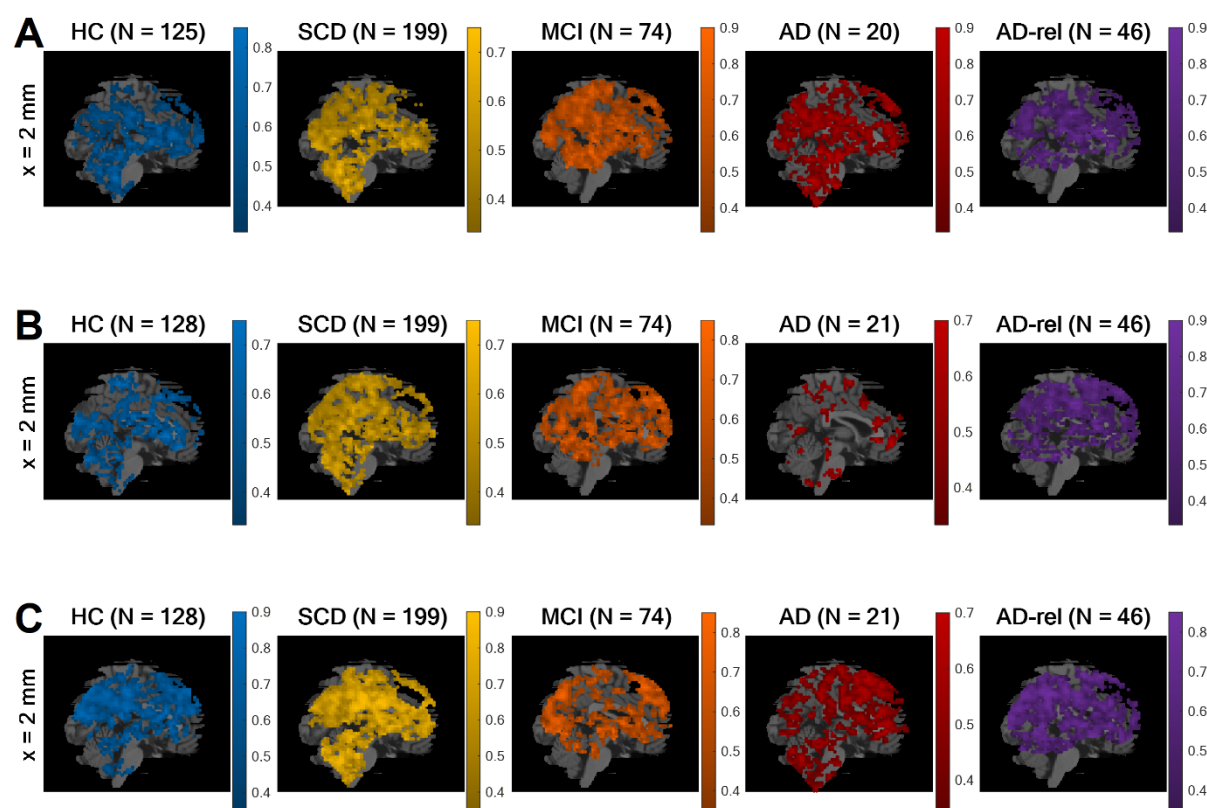 A
HC (N = 125) SCD (N = 199) MCI (N = 74) AD (N = 20) AD-rel (N = 46)
x = 2 mm
0.8 0.7 0.6 0.5 0.4
0.7 0.6 0.5 0.4
0.9 0.8 0.7 0.6 0.5 0.4
0.9 0.8 0.7 0.6 0.5 0.4
0.9 0.8 0.7 0.6 0.5 0.4
B
HC (N = 128) SCD (N = 199) MCI (N = 74) AD (N = 21) AD-rel (N = 46)
x = 2 mm
0.7 0.6 0.5 0.4
0.7 0.6 0.5 0.4
0.8 0.7 0.6 0.5 0.4
0.7 0.6 0.5 0.4
0.9 0.8 0.7 0.6 0.5 0.4
C
HC (N = 128) SCD (N = 199) MCI (N = 74) AD (N = 21) AD-rel (N = 46)
x = 2 mm
0.9 0.8 0.7 0.6 0.5 0.4
0.9 0.8 0.7 0.6 0.5 0.4
0.8 0.7 0.6 0.5 0.4
0.7 0.6 0.5 0.4
0.8 0.7 0.6 0.5 0.4